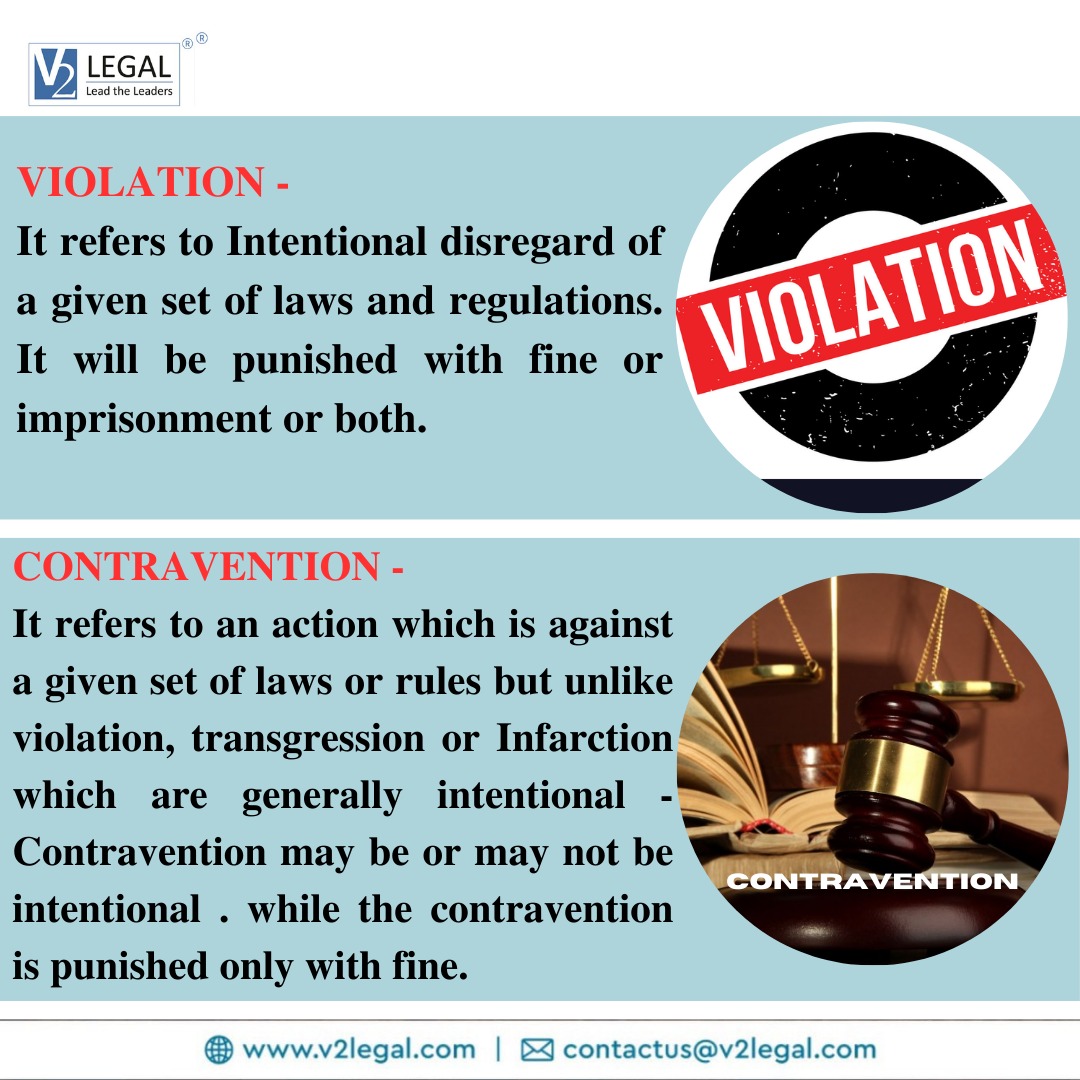 V2 LEGAL ® ®
Lead the Leaders
VIOLATION -
It refers to Intentional disregard of
a given set of laws and regulations.
It will be punished with fine or
imprisonment or both.
VIOLATION
CONTRAVENTION -
It refers to an action which is against
a given set of laws or rules but unlike
violation, transgression or Infarction
which are generally intentional -
Contravention may be or may not be
intentional . while the contravention
is punished only with fine.
CONTRAVENTION
www.v2legal.com | contactus@v2legal.com